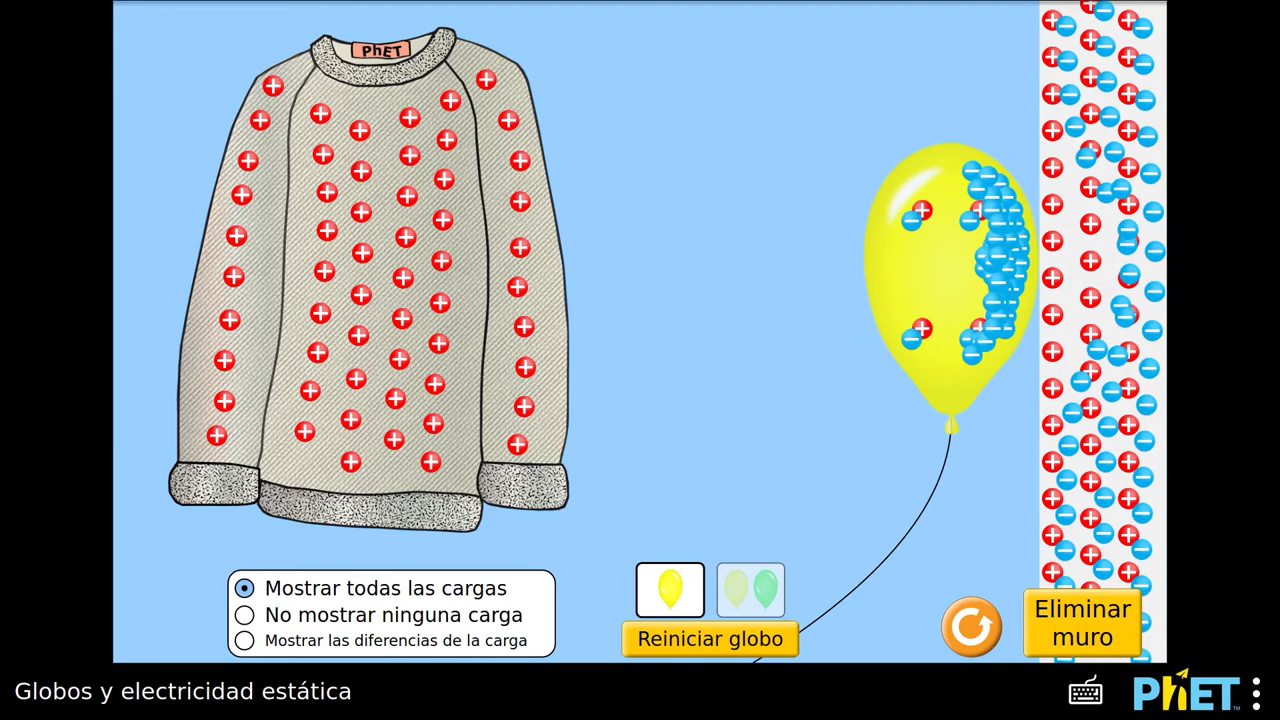 PhET
Mostrar todas las cargas
No mostrar ninguna carga
Mostrar las diferencias de la carga
Reiniciar globo
Eliminar
muro
Globos y electricidad estática
PhET